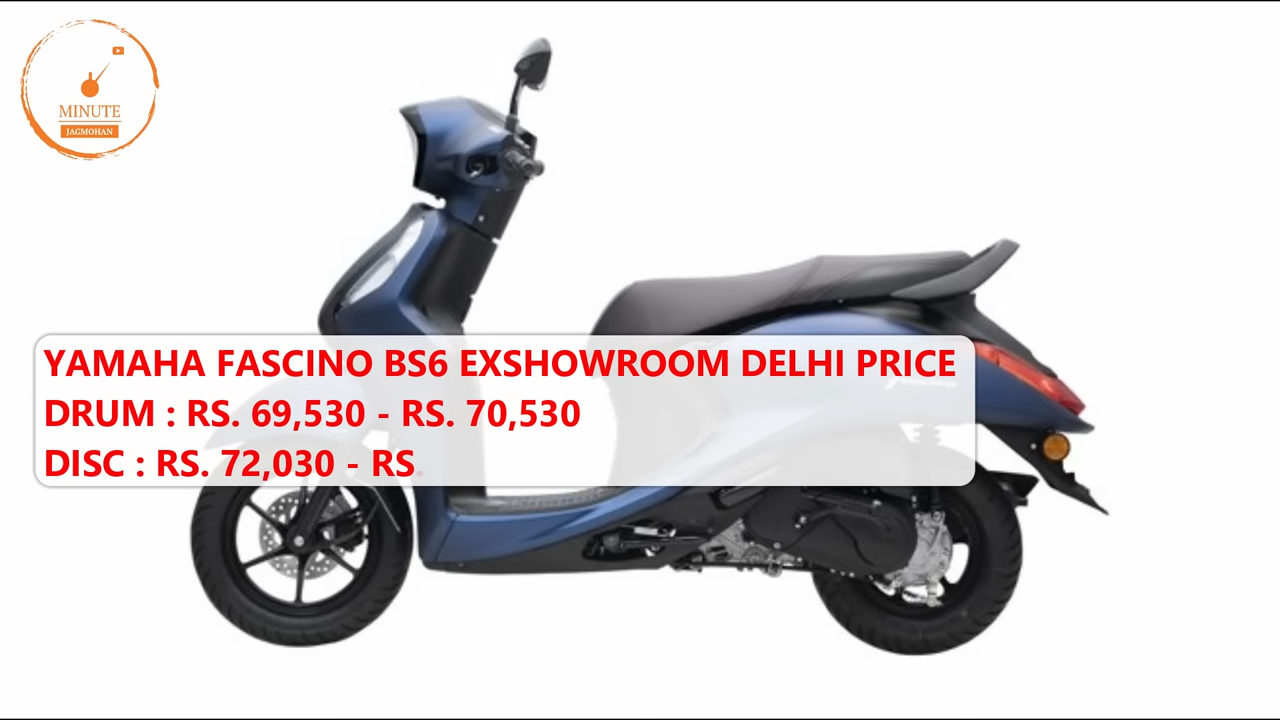 MINUTE
JAGMOHAN
YAMAHA FASCINO BS6 EXSHOWROOM DELHI PRICE
DRUM : RS. 69,530 - RS. 70,530
DISC : RS. 72,030 - RS.